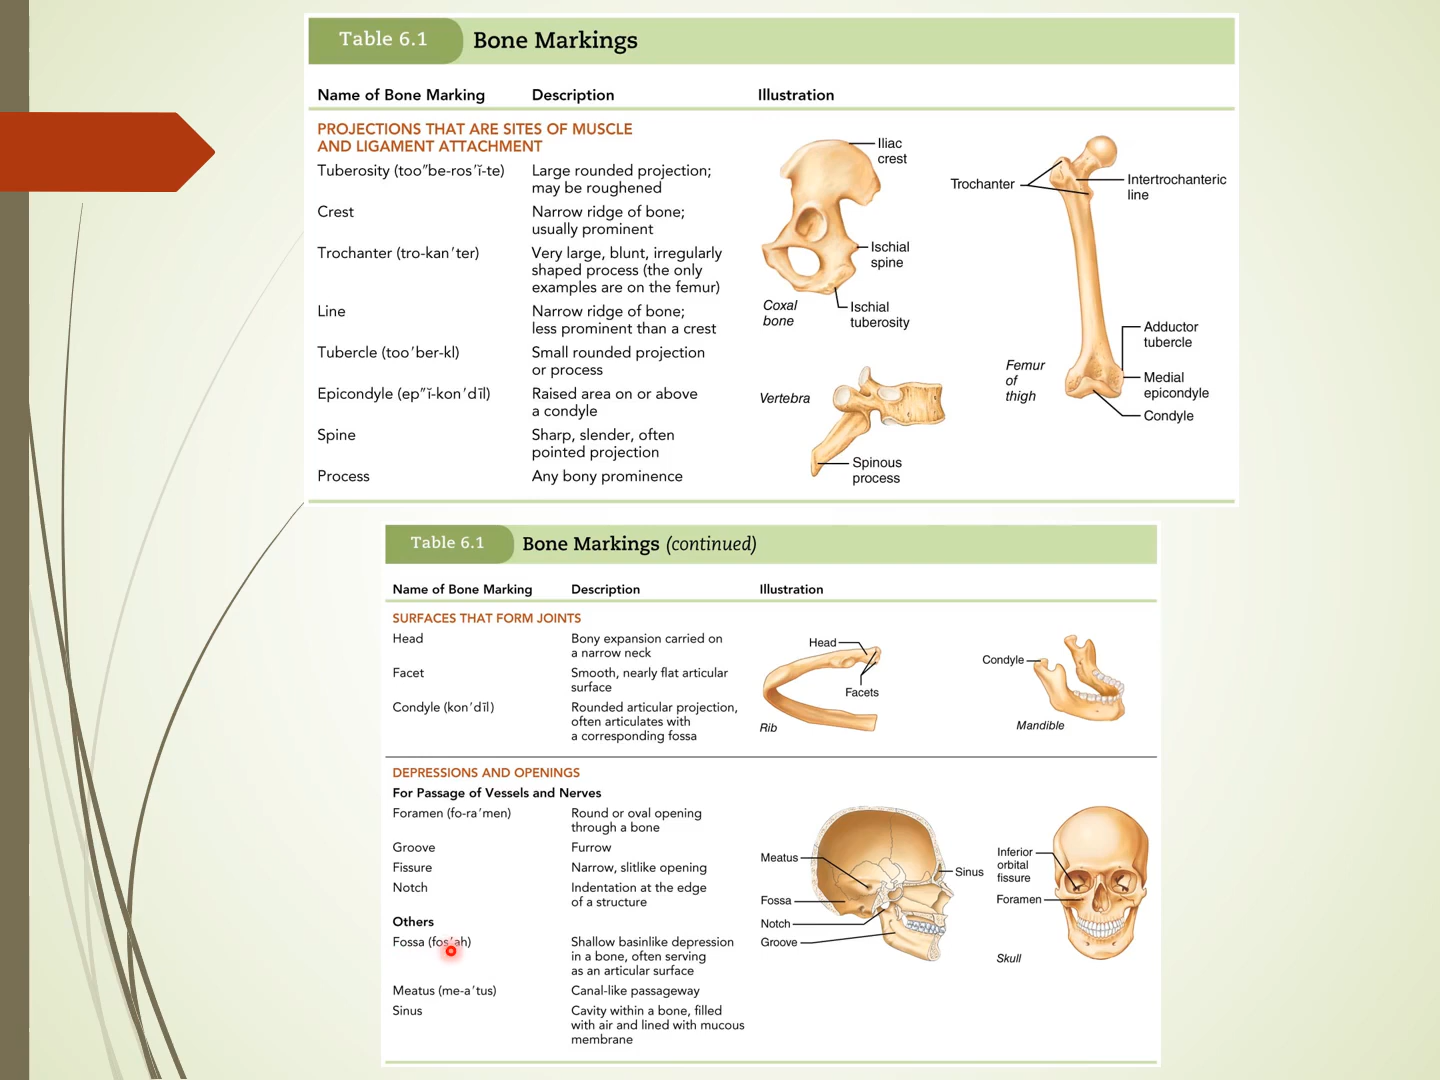 Table 6.1 Bone Markings
Name of Bone Marking Description Illustration
PROJECTIONS THAT ARE SITES OF MUSCLE
AND LIGAMENT ATTACHMENT
Tuberosity (too″be-ros′ĭ-te) Large rounded projection;
may be roughened
Crest Narrow ridge of bone;
usually prominent
Trochanter (tro-kan′ter) Very large, blunt, irregularly
shaped process (the only
examples are on the femur)
Line Narrow ridge of bone;
less prominent than a crest
Tubercle (too′ber-kl) Small rounded projection
or process
Epicondyle (ep″ĭ-kon′dīl) Raised area on or above
a condyle
Spine Sharp, slender, often
pointed projection
Process Any bony prominence
Iliac
crest
Ischial
spine
Coxal
bone
Ischial
tuberosity
Vertebra
Spinous
process
Trochanter
Intertrochanteric
line
Femur
of
thigh
Adductor
tubercle
Medial
epicondyle
Condyle
Table 6.1 Bone Markings (continued)
Name of Bone Marking Description Illustration
SURFACES THAT FORM JOINTS
Head Bony expansion carried on
a narrow neck
Facet Smooth, nearly flat articular
surface
Condyle (kon′dīl) Rounded articular projection,
often articulates with
a corresponding fossa
Head
Facets
Rib
Condyle
Mandible
DEPRESSIONS AND OPENINGS
For Passage of Vessels and Nerves
Foramen (fo-ra′men) Round or oval opening
through a bone
Groove Furrow
Fissure Narrow, slitlike opening
Notch Indentation at the edge
of a structure
Others
Fossa (fos′ah) Shallow basinlike depression
in a bone, often serving
as an articular surface
Meatus (me-a′tus) Canal-like passageway
Sinus Cavity within a bone, filled
with air and lined with mucous
membrane
Meatus
Fossa
Notch
Groove
Sinus
Inferior
orbital
fissure
Foramen
Skull